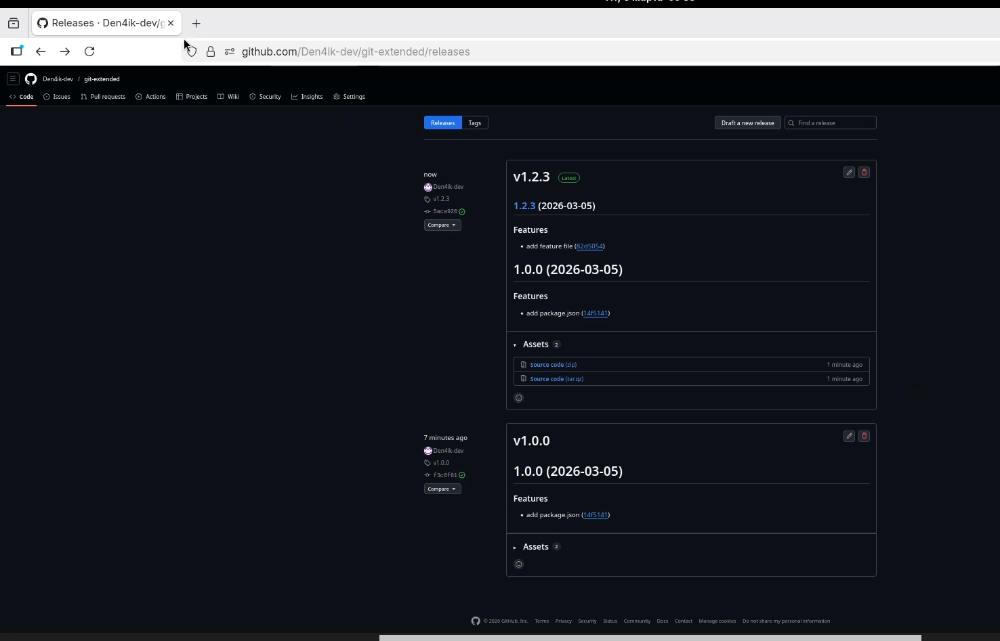 Releases · Den4ik-dev/g
github.com/Den4ik-dev/git-extended/releases
Den4ik-dev / git-extended
Code Issues Pull requests Actions Projects Wiki Security Insights Settings
Releases Tags Draft a new release Find a release
now
Den4ik-dev
v1.2.3
5aca920
Compare
v1.2.3 Latest
1.2.3 (2026-03-05)
Features
• add feature file (82d5054)
1.0.0 (2026-03-05)
Features
• add package.json (14f5141)
Assets 2
Source code (zip) 1 minute ago
Source code (tar.gz) 1 minute ago
7 minutes ago
Den4ik-dev
v1.0.0
f3c8f61
Compare
v1.0.0
1.0.0 (2026-03-05)
Features
• add package.json (14f5141)
Assets 2
© 2026 GitHub, Inc. Terms Privacy Security Status Community Docs Contact Manage cookies Do not share my personal information